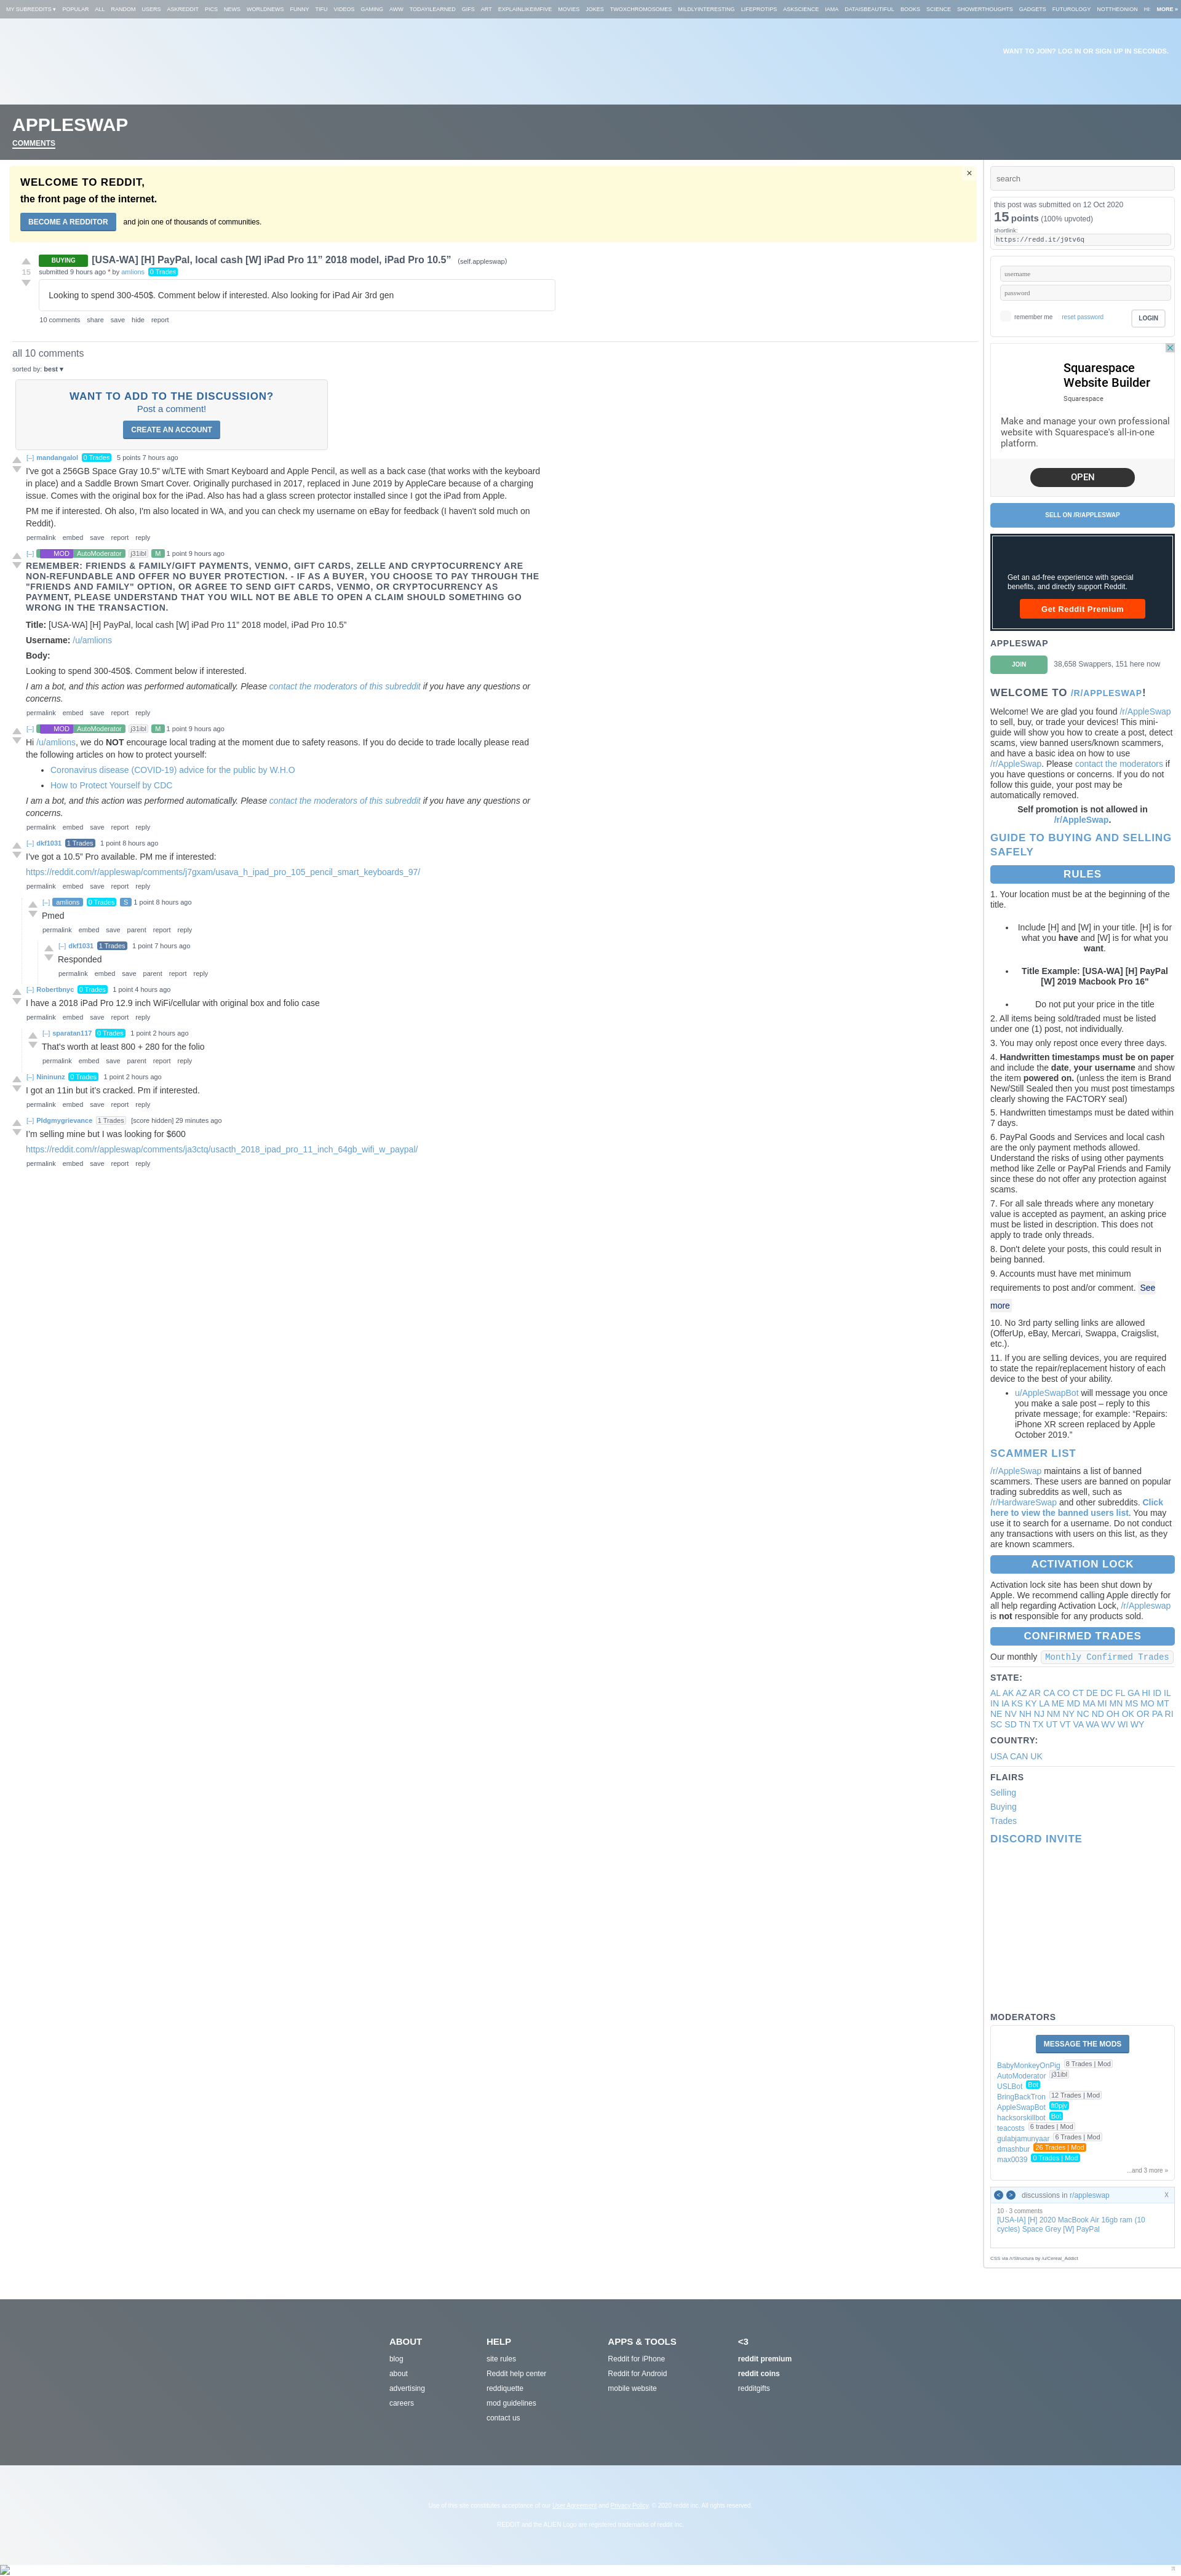 MY SUBREDDITS ▾ POPULAR ALL RANDOM USERS ASKREDDIT PICS NEWS WORLDNEWS FUNNY TIFU VIDEOS GAMING AWW TODAYILEARNED GIFS ART EXPLAINLIKEIMFIVE MOVIES JOKES TWOXCHROMOSOMES MILDLYINTERESTING LIFEPROTIPS ASKSCIENCE IAMA DATAISBEAUTIFUL BOOKS SCIENCE SHOWERTHOUGHTS GADGETS FUTUROLOGY NOTTHEONION HI MORE »
WANT TO JOIN? LOG IN OR SIGN UP IN SECONDS.
APPLESWAP
COMMENTS
×
WELCOME TO REDDIT,
the front page of the internet.
BECOME A REDDITOR and join one of thousands of communities.
BUYING [USA-WA] [H] PayPal, local cash [W] iPad Pro 11” 2018 model, iPad Pro 10.5” (self.appleswap)
15
submitted 9 hours ago * by amlions 0 Trades
Looking to spend 300-450$. Comment below if interested. Also looking for iPad Air 3rd gen
10 comments share save hide report
all 10 comments
sorted by: best ▾
WANT TO ADD TO THE DISCUSSION?
Post a comment!
CREATE AN ACCOUNT
[–] mandangalol 0 Trades 5 points 7 hours ago
I've got a 256GB Space Gray 10.5" w/LTE with Smart Keyboard and Apple Pencil, as well as a back case (that works with the keyboard
in place) and a Saddle Brown Smart Cover. Originally purchased in 2017, replaced in June 2019 by AppleCare because of a charging
issue. Comes with the original box for the iPad. Also has had a glass screen protector installed since I got the iPad from Apple.
PM me if interested. Oh also, I'm also located in WA, and you can check my username on eBay for feedback (I haven't sold much on
Reddit).
permalink embed save report reply
[–] MOD AutoModerator j31ibl M 1 point 9 hours ago
REMEMBER: FRIENDS & FAMILY/GIFT PAYMENTS, VENMO, GIFT CARDS, ZELLE AND CRYPTOCURRENCY ARE
NON-REFUNDABLE AND OFFER NO BUYER PROTECTION. - IF AS A BUYER, YOU CHOOSE TO PAY THROUGH THE
"FRIENDS AND FAMILY" OPTION, OR AGREE TO SEND GIFT CARDS, VENMO, OR CRYPTOCURRENCY AS
PAYMENT, PLEASE UNDERSTAND THAT YOU WILL NOT BE ABLE TO OPEN A CLAIM SHOULD SOMETHING GO
WRONG IN THE TRANSACTION.
Title: [USA-WA] [H] PayPal, local cash [W] iPad Pro 11" 2018 model, iPad Pro 10.5"
Username: /u/amlions
Body:
Looking to spend 300-450$. Comment below if interested.
I am a bot, and this action was performed automatically. Please contact the moderators of this subreddit if you have any questions or
concerns.
permalink embed save report reply
[–] MOD AutoModerator j31ibl M 1 point 9 hours ago
Hi /u/amlions, we do NOT encourage local trading at the moment due to safety reasons. If you do decide to trade locally please read
the following articles on how to protect yourself:
• Coronavirus disease (COVID-19) advice for the public by W.H.O
• How to Protect Yourself by CDC
I am a bot, and this action was performed automatically. Please contact the moderators of this subreddit if you have any questions or
concerns.
permalink embed save report reply
[–] dkf1031 1 Trades 1 point 8 hours ago
I've got a 10.5" Pro available. PM me if interested:
https://reddit.com/r/appleswap/comments/j7gxam/usava_h_ipad_pro_105_pencil_smart_keyboards_97/
permalink embed save report reply
[–] amlions 0 Trades S 1 point 8 hours ago
Pmed
permalink embed save parent report reply
[–] dkf1031 1 Trades 1 point 7 hours ago
Responded
permalink embed save parent report reply
[–] Robertbnyc 0 Trades 1 point 4 hours ago
I have a 2018 iPad Pro 12.9 inch WiFi/cellular with original box and folio case
permalink embed save report reply
[–] sparatan117 0 Trades 1 point 2 hours ago
That's worth at least 800 + 280 for the folio
permalink embed save parent report reply
[–] Nininunz 0 Trades 1 point 2 hours ago
I got an 11in but it's cracked. Pm if interested.
permalink embed save report reply
[–] Pldgmygrievance 1 Trades [score hidden] 29 minutes ago
I'm selling mine but I was looking for $600
https://reddit.com/r/appleswap/comments/ja3ctq/usacth_2018_ipad_pro_11_inch_64gb_wifi_w_paypal/
permalink embed save report reply
search
this post was submitted on 12 Oct 2020
15 points (100% upvoted)
shortlink:
https://redd.it/j9tv6q
username
password
remember me reset password LOGIN
Squarespace
Website Builder
Squarespace
Make and manage your own professional
website with Squarespace's all-in-one
platform.
OPEN
SELL ON /R/APPLESWAP
Get an ad-free experience with special
benefits, and directly support Reddit.
Get Reddit Premium
APPLESWAP
JOIN 38,658 Swappers, 151 here now
WELCOME TO /R/APPLESWAP!
Welcome! We are glad you found /r/AppleSwap
to sell, buy, or trade your devices! This mini-
guide will show you how to create a post, detect
scams, view banned users/known scammers,
and have a basic idea on how to use
/r/AppleSwap. Please contact the moderators if
you have questions or concerns. If you do not
follow this guide, your post may be
automatically removed.
Self promotion is not allowed in
/r/AppleSwap.
GUIDE TO BUYING AND SELLING
SAFELY
RULES
1. Your location must be at the beginning of the
title.
• Include [H] and [W] in your title. [H] is for
what you have and [W] is for what you
want.
• Title Example: [USA-WA] [H] PayPal
[W] 2019 Macbook Pro 16"
• Do not put your price in the title
2. All items being sold/traded must be listed
under one (1) post, not individually.
3. You may only repost once every three days.
4. Handwritten timestamps must be on paper
and include the date, your username and show
the item powered on. (unless the item is Brand
New/Still Sealed then you must post timestamps
clearly showing the FACTORY seal)
5. Handwritten timestamps must be dated within
7 days.
6. PayPal Goods and Services and local cash
are the only payment methods allowed.
Understand the risks of using other payments
method like Zelle or PayPal Friends and Family
since these do not offer any protection against
scams.
7. For all sale threads where any monetary
value is accepted as payment, an asking price
must be listed in description. This does not
apply to trade only threads.
8. Don't delete your posts, this could result in
being banned.
9. Accounts must have met minimum
requirements to post and/or comment. See
more
10. No 3rd party selling links are allowed
(OfferUp, eBay, Mercari, Swappa, Craigslist,
etc.).
11. If you are selling devices, you are required
to state the repair/replacement history of each
device to the best of your ability.
• u/AppleSwapBot will message you once
you make a sale post – reply to this
private message; for example: “Repairs:
iPhone XR screen replaced by Apple
October 2019.”
SCAMMER LIST
/r/AppleSwap maintains a list of banned
scammers. These users are banned on popular
trading subreddits as well, such as
/r/HardwareSwap and other subreddits. Click
here to view the banned users list. You may
use it to search for a username. Do not conduct
any transactions with users on this list, as they
are known scammers.
ACTIVATION LOCK
Activation lock site has been shut down by
Apple. We recommend calling Apple directly for
all help regarding Activation Lock, /r/Appleswap
is not responsible for any products sold.
CONFIRMED TRADES
Our monthly Monthly Confirmed Trades
STATE:
AL AK AZ AR CA CO CT DE DC FL GA HI ID IL
IN IA KS KY LA ME MD MA MI MN MS MO MT
NE NV NH NJ NM NY NC ND OH OK OR PA RI
SC SD TN TX UT VT VA WA WV WI WY
COUNTRY:
USA CAN UK
FLAIRS
Selling
Buying
Trades
DISCORD INVITE
MODERATORS
MESSAGE THE MODS
BabyMonkeyOnPig 8 Trades | Mod
AutoModerator j31ibl
USLBot Bot
BringBackTron 12 Trades | Mod
AppleSwapBot ft0pjv
hacksorskillbot Bot
teacosts 6 trades | Mod
gulabjamunyaar 6 Trades | Mod
dmashbur 26 Trades | Mod
max0039 0 Trades | Mod
...and 3 more »
< > discussions in r/appleswap X
10 · 3 comments
[USA-IA] [H] 2020 MacBook Air 16gb ram (10
cycles) Space Grey [W] PayPal
CSS via /r/Structura by /u/Cereal_Addict
ABOUT
blog
about
advertising
careers
HELP
site rules
Reddit help center
reddiquette
mod guidelines
contact us
APPS & TOOLS
Reddit for iPhone
Reddit for Android
mobile website
<3
reddit premium
reddit coins
redditgifts
Use of this site constitutes acceptance of our User Agreement and Privacy Policy. © 2020 reddit inc. All rights reserved.
REDDIT and the ALIEN Logo are registered trademarks of reddit inc.
π